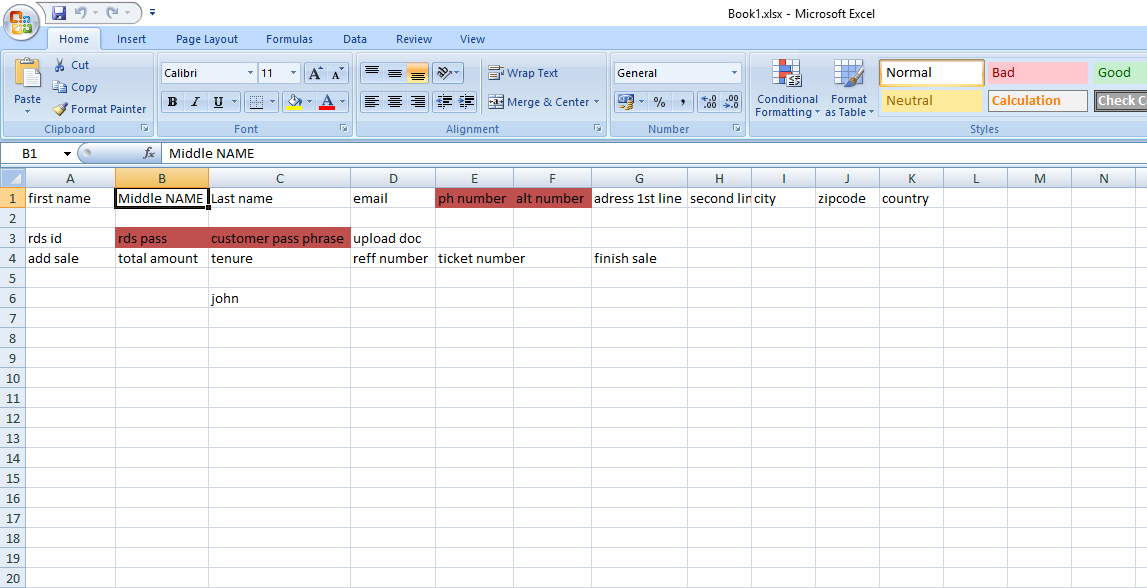 Book1.xlsx - Microsoft Excel
Home Insert Page Layout Formulas Data Review View
Paste
Cut
Copy
Format Painter
Clipboard
Calibri 11 A A
B I U A
Font
Wrap Text
Merge & Center
Alignment
General
% , .00 .00
Number
Conditional Formatting
Format as Table
Normal Bad Good
Neutral Calculation Check C
Styles
B1 fx Middle NAME
A B C D E F G H I J K L M N
1 first name Middle NAME Last name email ph number alt number adress 1st line second lin city zipcode country
2
3 rds id rds pass customer pass phrase upload doc
4 add sale total amount tenure reff number ticket number finish sale
5
6 john
7
8
9
10
11
12
13
14
15
16
17
18
19
20